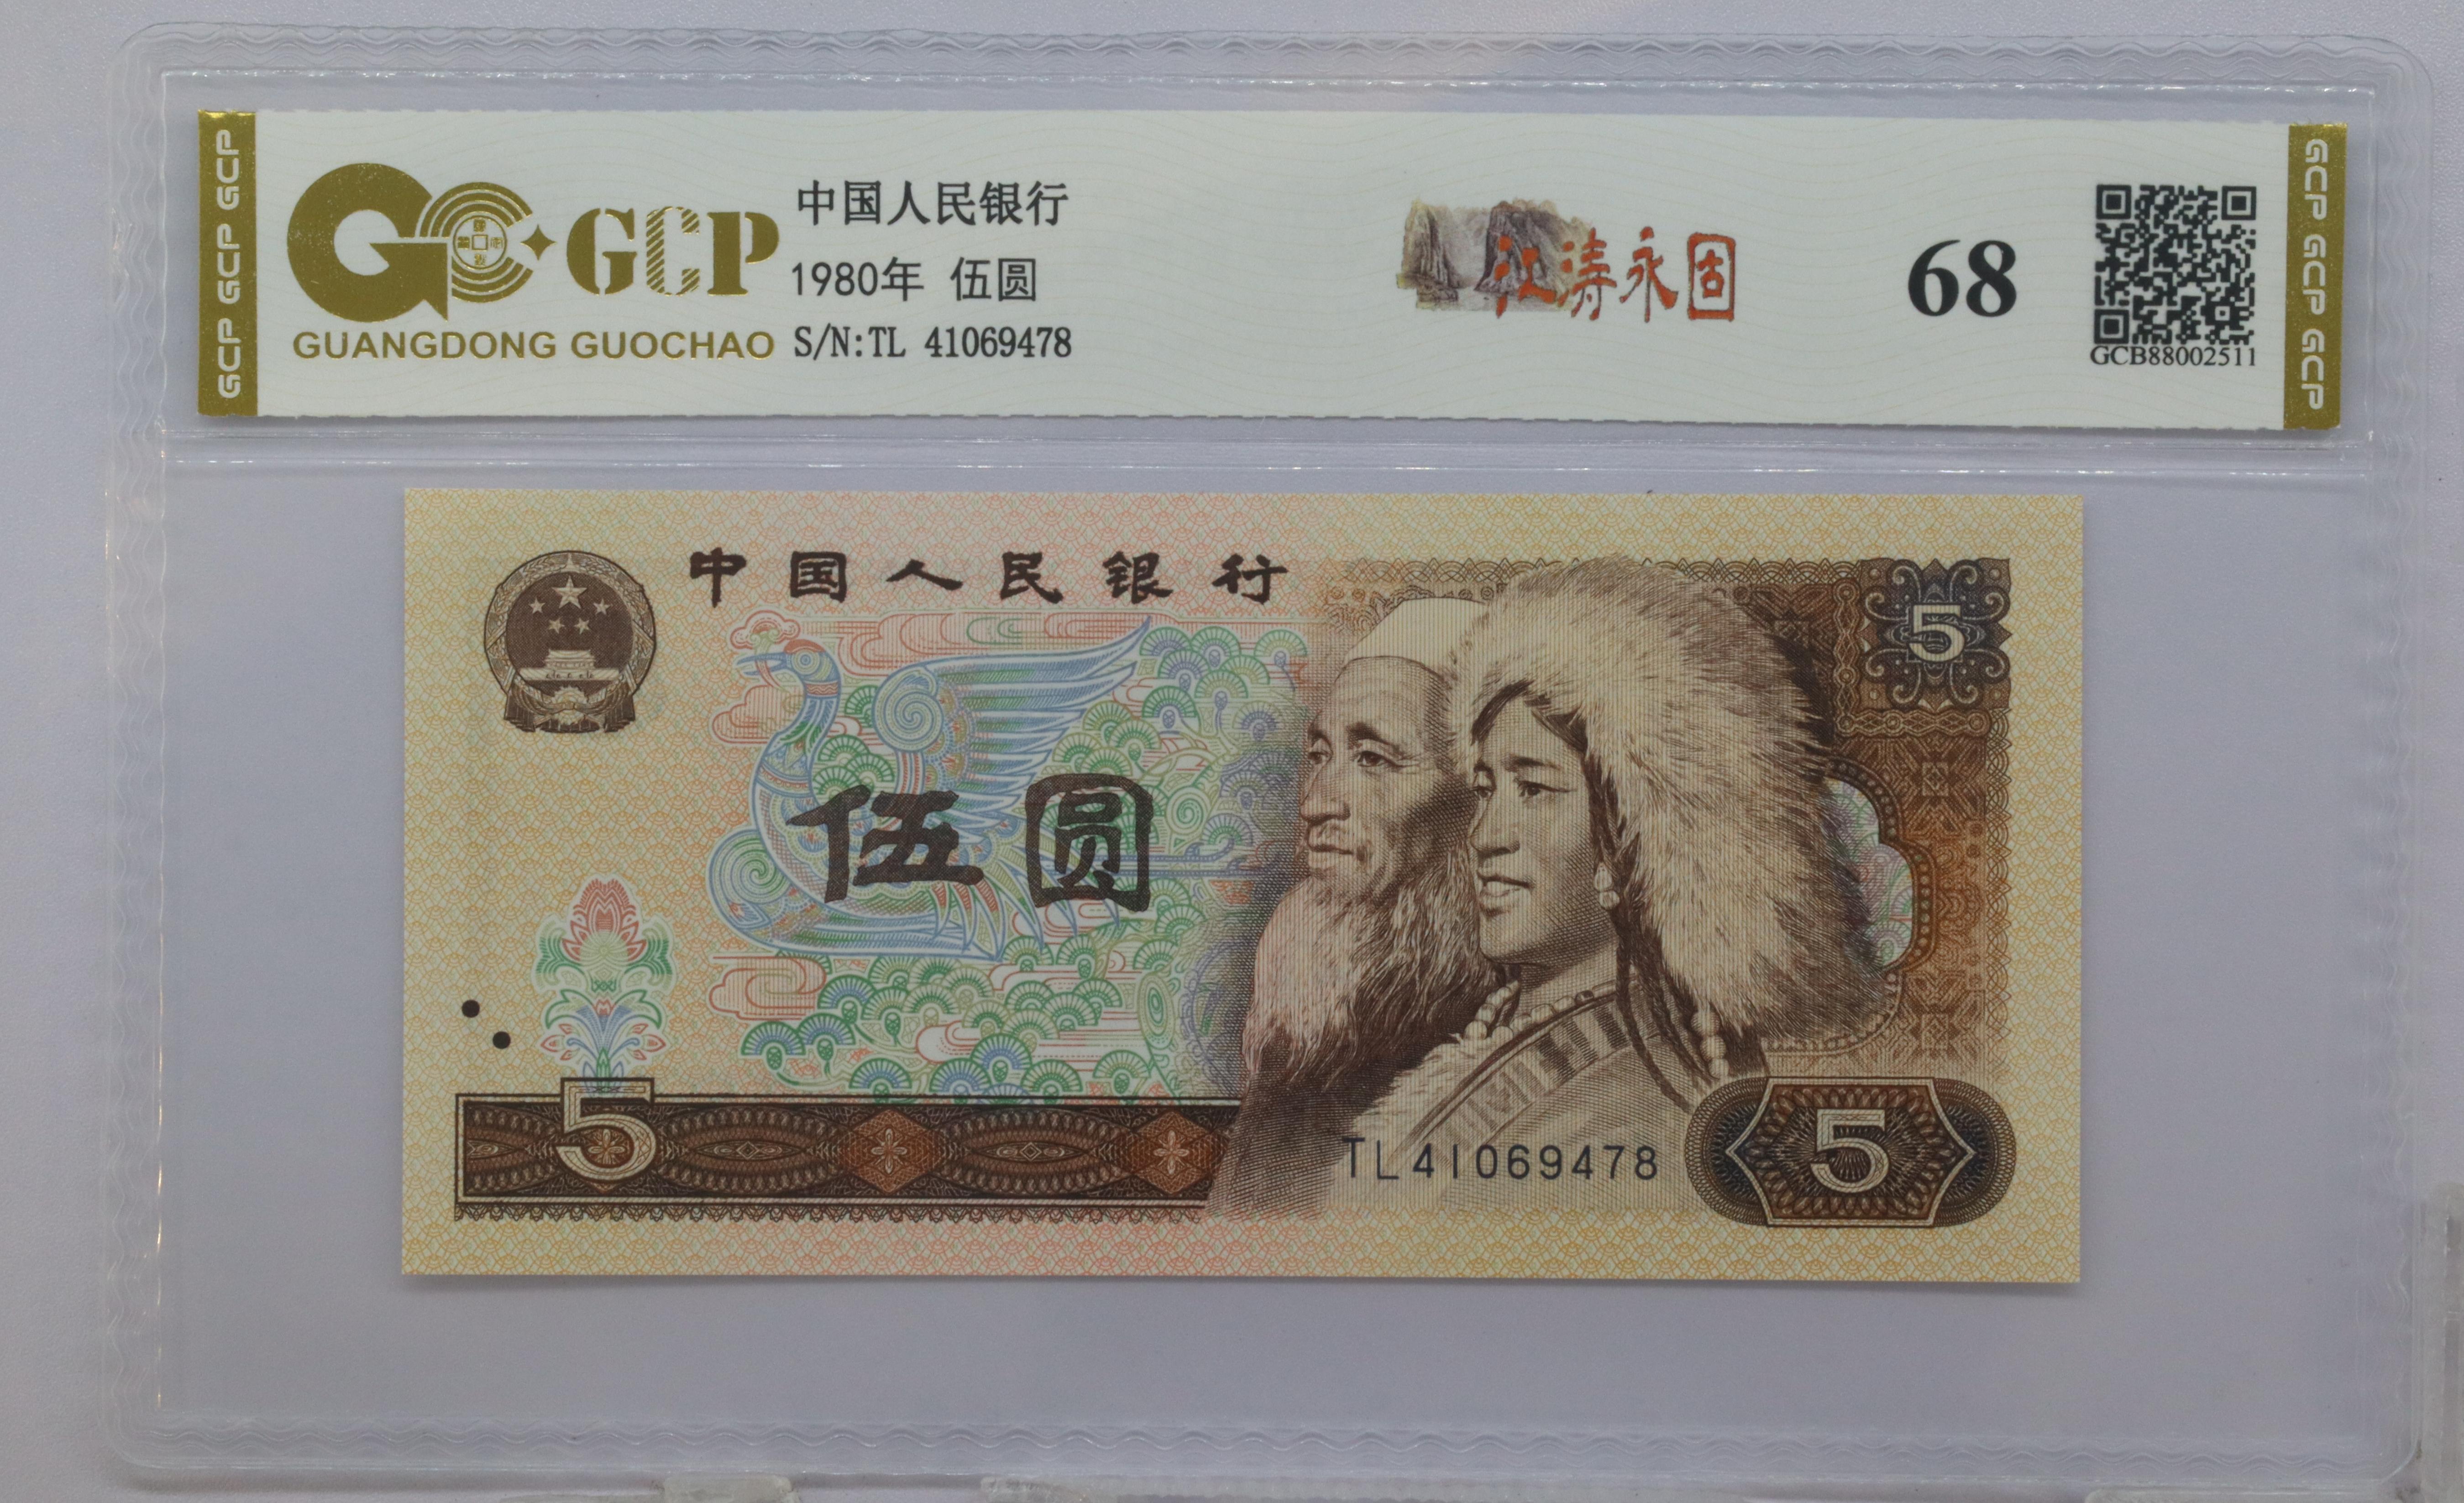 GCP GCP GCP
GCP
GUANGDONG GUOCHAO
中国人民银行
1980年 伍圆
S/N:TL 41069478
江涛永固
68
GCB88002511
GCP GCP GCP
中国人民银行
5
伍圆
5
TL41069478
5